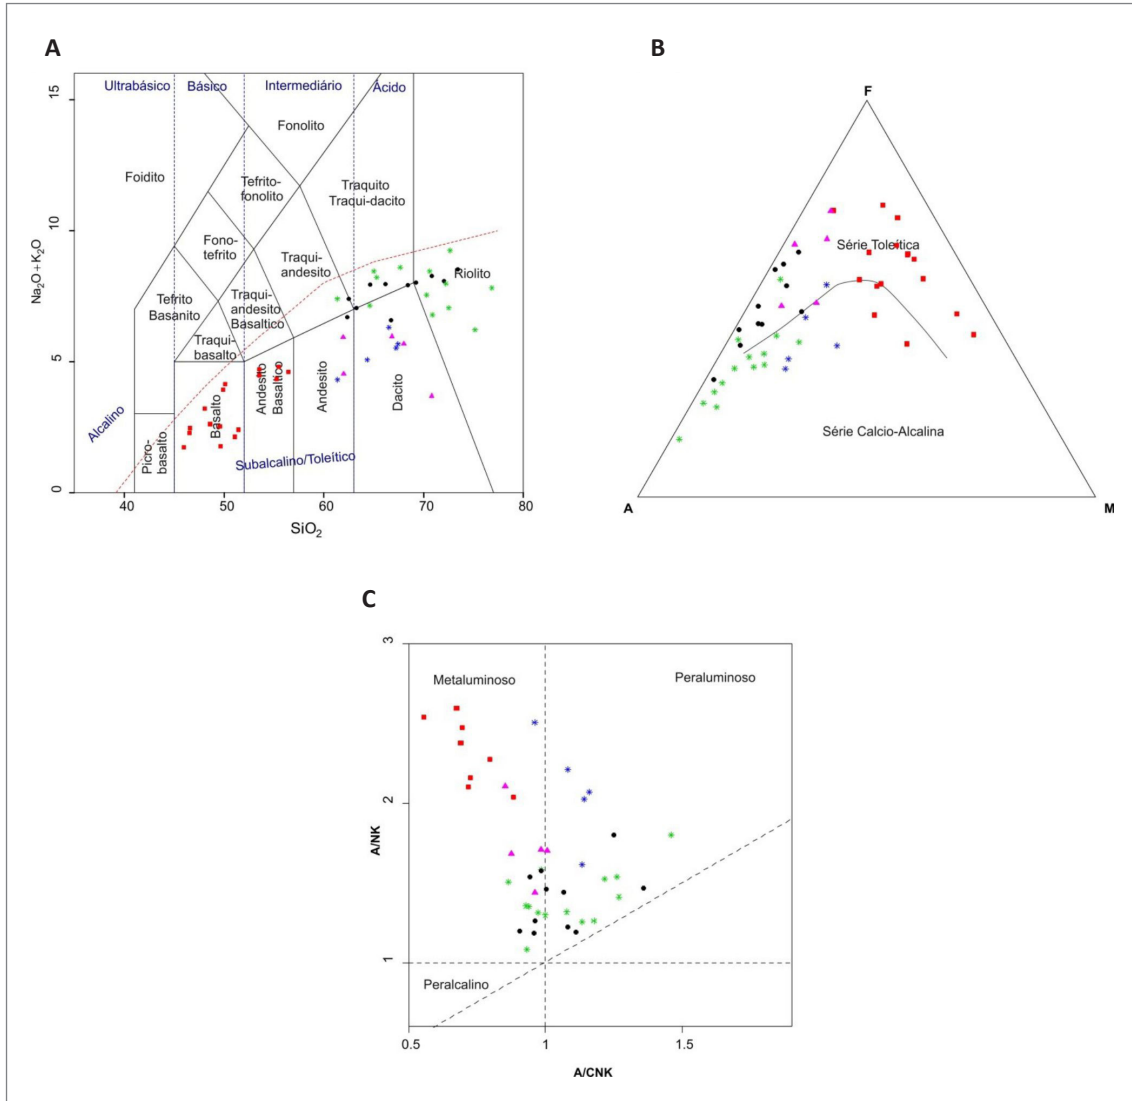 A
B
Ultrabásico
Básico
Intermediário
Ácido
15
Fonolito
F
Foidito
Tefrito-
fonolito
Traquito
Traqui-dacito
10
Fono-
tefrito
Traqui-
andesito
Riolito
Série Toleítica
Na2O+K2O
Tefrito
Basanito
Traqui-
andesito
Basaltico
Traqui-
basalto
5
Andesito
Basaltico
Andesito
Dacito
Basalto
Alcalino
Picro-
basalto
Subalcalino/Toleítico
Série Calcio-Alcalina
0
A
M
40
50
60
70
80
SiO2
C
3
Metaluminoso
Peraluminoso
2
A/NK
1
Peralcalino
0.5
1
1.5
A/CNK